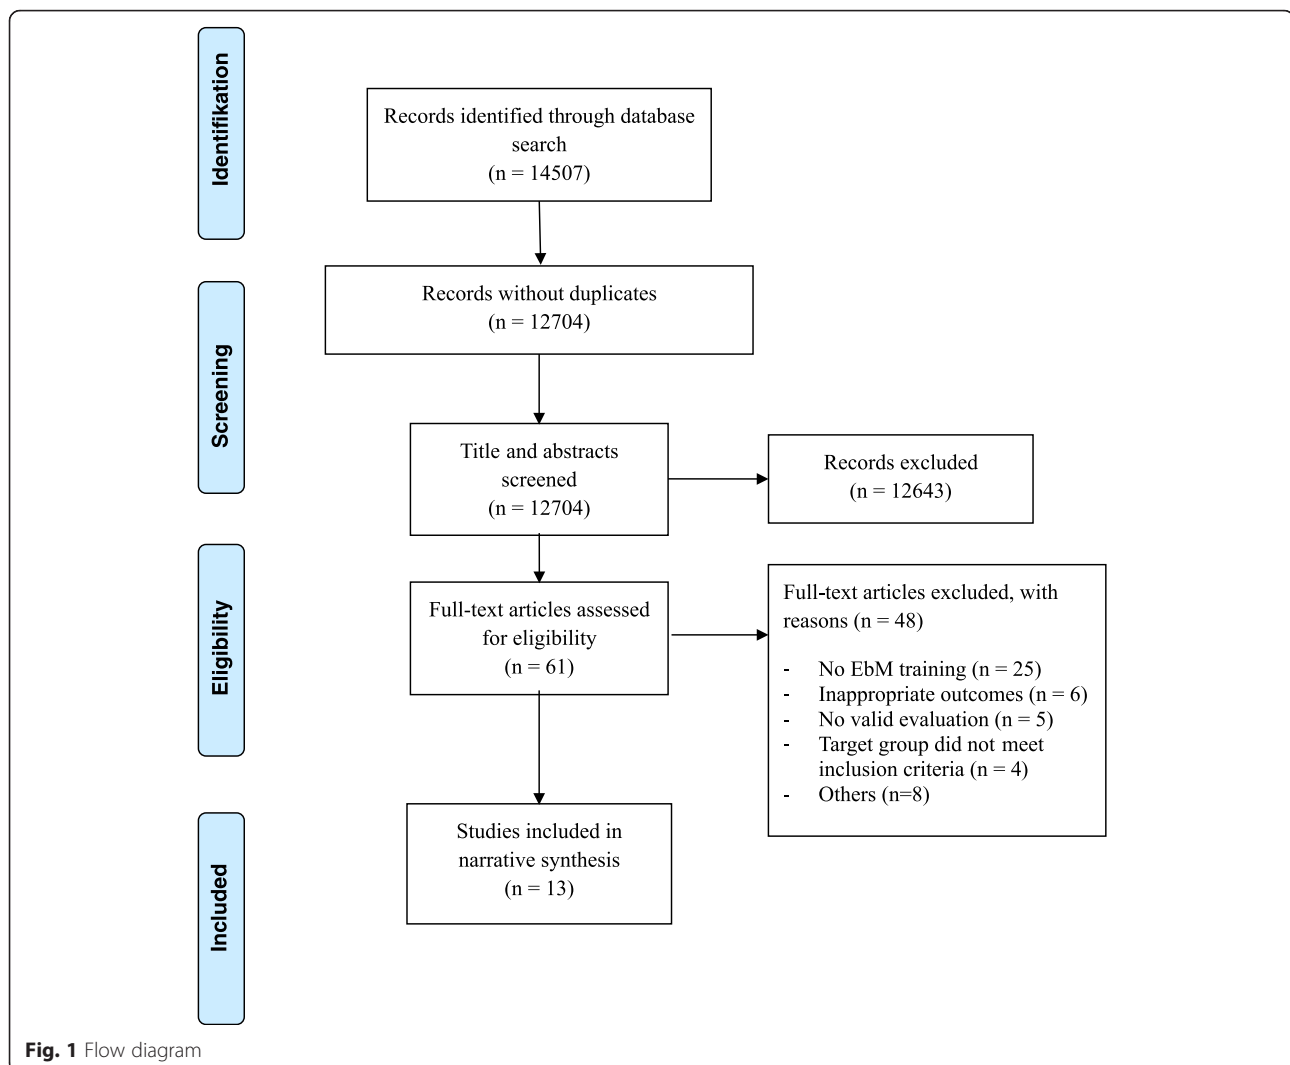 Identifikation
Records identified through database
search
(n = 14507)
Records without duplicates
(n = 12704)
Screening
Title and abstracts
screened
(n = 12704)
Records excluded
(n = 12643)
Eligibility
Full-text articles assessed
for eligibility
(n = 61)
Full-text articles excluded, with
reasons (n = 48)
- No EbM training (n = 25)
- Inappropriate outcomes (n = 6)
- No valid evaluation (n = 5)
- Target group did not meet
inclusion criteria (n = 4)
- Others (n=8)
Included
Studies included in
narrative synthesis
(n = 13)
Fig. 1 Flow diagram